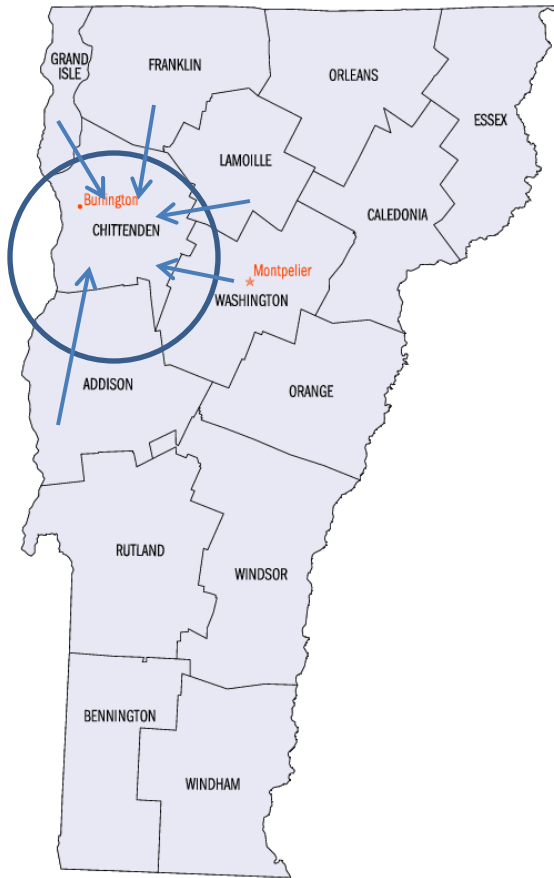 GRAND
ISLE
FRANKLIN
ORLEANS
ESSEX
LAMOILLE
Burlington
CHITTENDEN
CALEDONIA
Montpelier
WASHINGTON
ADDISON
ORANGE
RUTLAND
WINDSOR
BENNINGTON
WINDHAM